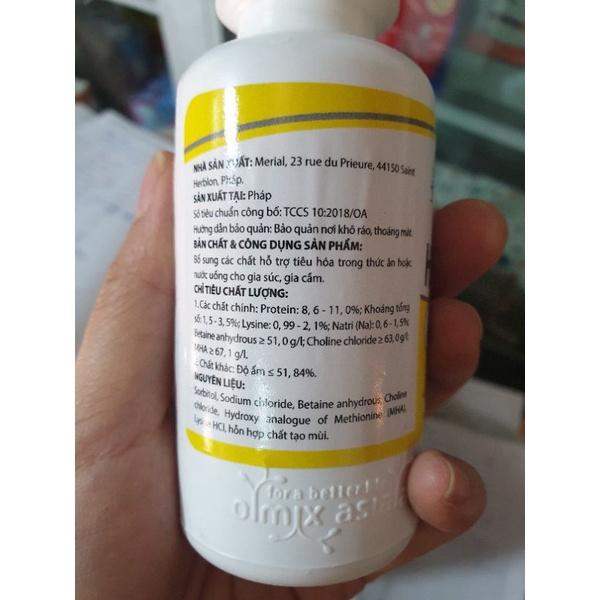 NHÀ SẢN XUẤT: Merial, 23 rue du Prieure, 44150 Saint
Herblon, Pháp.
SẢN XUẤT TẠI: Pháp
Số tiêu chuẩn công bố: TCCS 10:2018/OA
Hướng dẫn bảo quản: Bảo quản nơi khô ráo, thoáng mát.
BẢN CHẤT & CÔNG DỤNG SẢN PHẨM:
Bổ sung các chất hỗ trợ tiêu hóa trong thức ăn hoặc
nước uống cho gia súc, gia cầm.
CHỈ TIÊU CHẤT LƯỢNG:
1. Các chất chính: Protein: 8, 6 - 11, 0%; Khoáng tổng
số: 1, 5 - 3, 5%; Lysine: 0, 99 - 2, 1%; Natri (Na): 0, 6 - 1, 5%;
Betaine anhydrous ≥ 51, 0 g/l; Choline chloride ≥ 63, 0 g/l;
MHA ≥ 67, 1 g/l.
2. Chất khác: Độ ẩm ≤ 51, 84%.
NGUYÊN LIỆU:
Sorbitol, Sodium chloride, Betaine anhydrous, Choline
chloride, Hydroxy analogue of Methionine (MHA),
Lysine HCl, hỗn hợp chất tạo mùi.
for a better
olmix asia